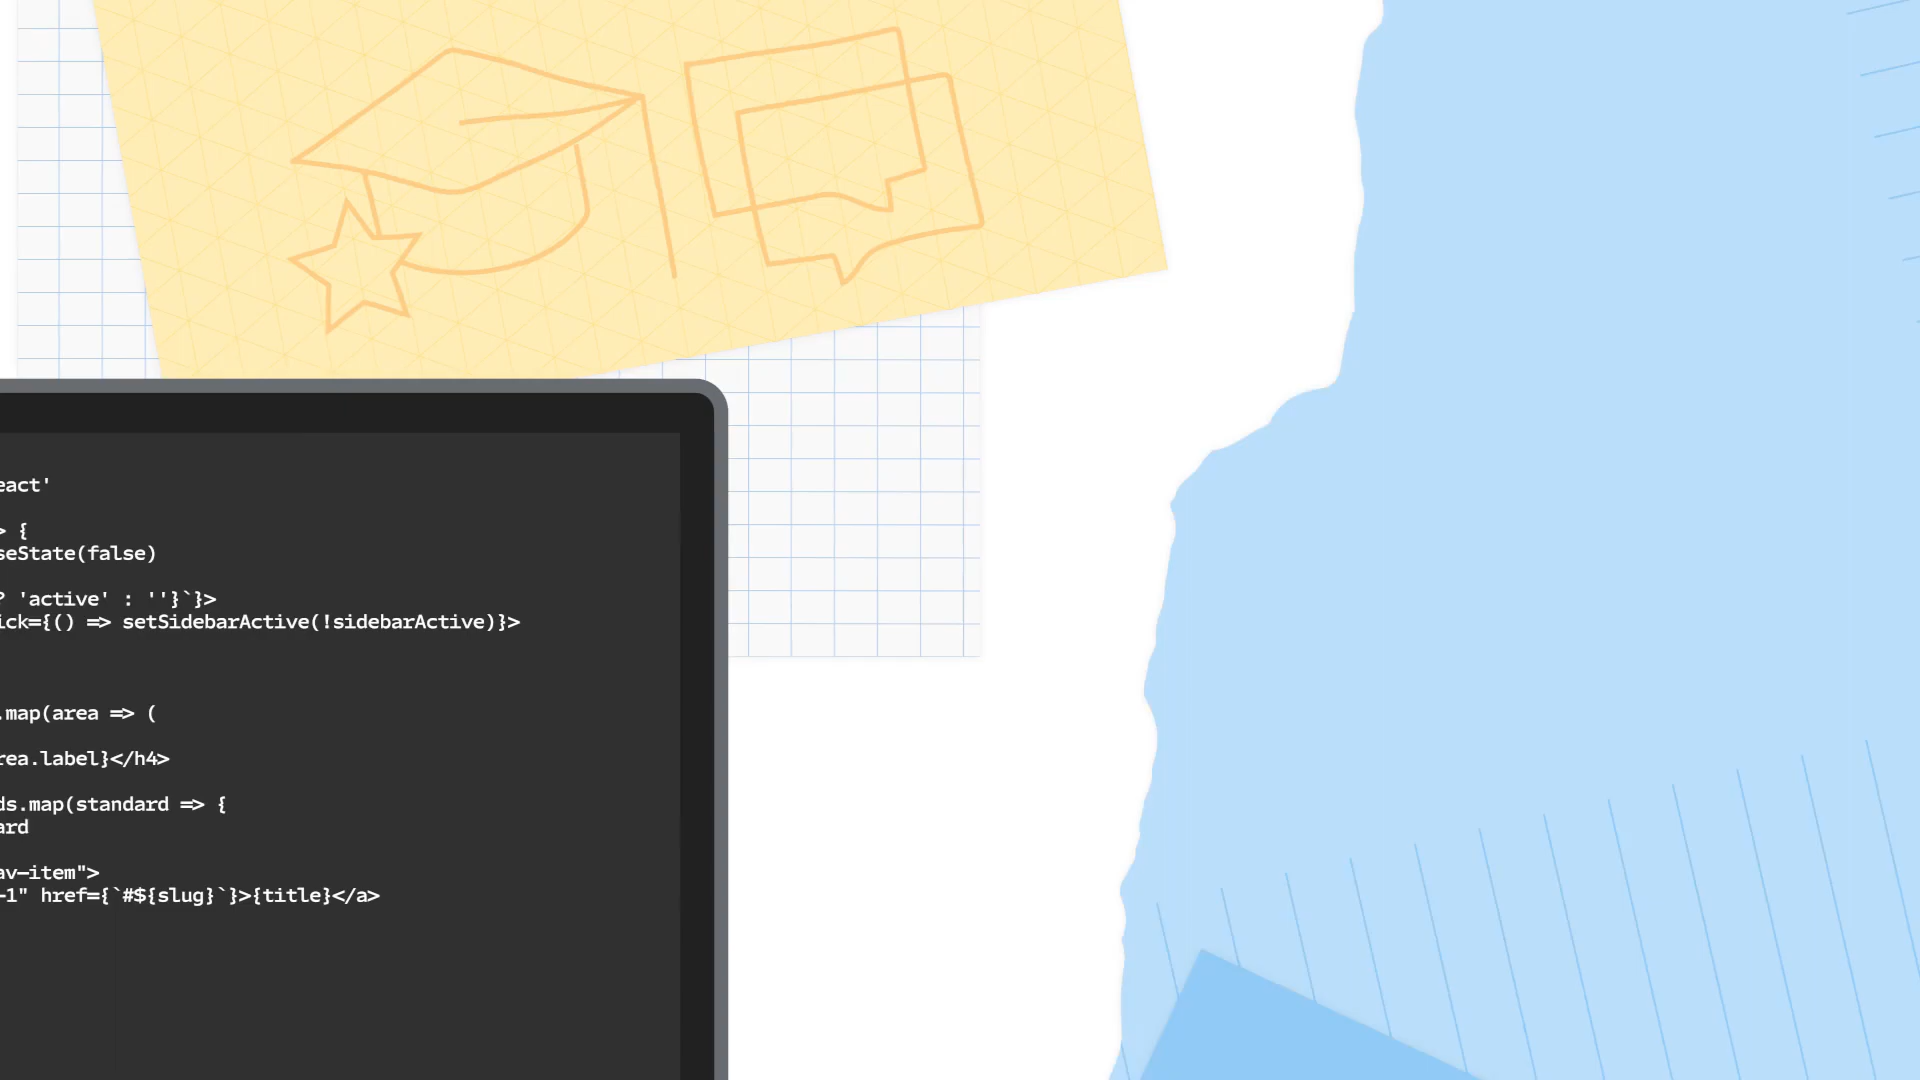 eact'
> {
seState(false)
? 'active' : ''}`}>
ick={() => setSidebarActive(!sidebarActive)}>
.map(area => (
rea.label}</h4>
ds.map(standard => {
ard
av-item">
-1" href={`#${slug}`}>{title}</a>